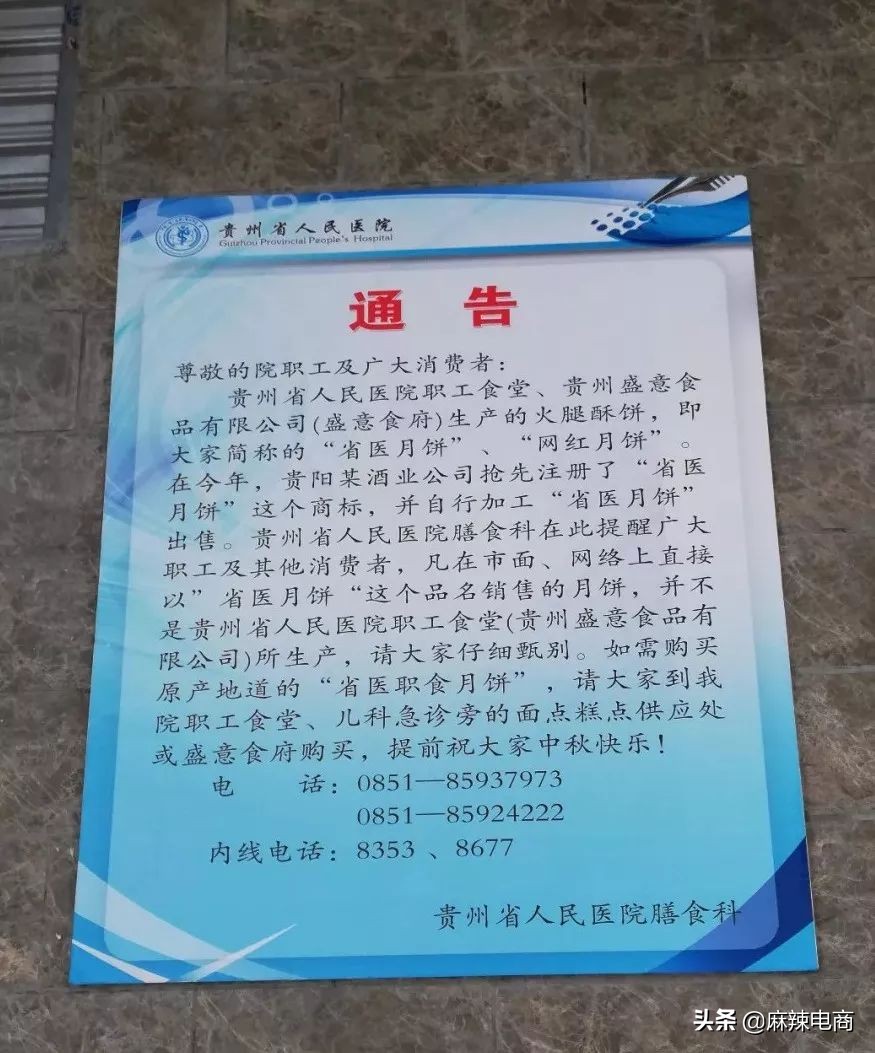 贵州省人民医院
Guizhou Provincial People's Hospital
通 告
尊敬的院职工及广大消费者：
贵州省人民医院职工食堂、贵州盛意食
品有限公司(盛意食府)生产的火腿酥饼，即
大家简称的“省医月饼”、“网红月饼”。
在今年，贵阳某酒业公司抢先注册了“省医
月饼”这个商标，并自行加工“省医月饼”
出售。贵州省人民医院膳食科在此提醒广大
职工及其他消费者，凡在市面、网络上直接
以”省医月饼“这个品名销售的月饼，并不
是贵州省人民医院职工食堂(贵州盛意食品有
限公司)所生产，请大家仔细甄别。如需购买
原产地道的“省医职食月饼”，请大家到我
院职工食堂、儿科急诊旁的面点糕点供应处
或盛意食府购买，提前祝大家中秋快乐！
电 话：0851—85937973
0851—85924222
内线电话：8353 、8677
贵州省人民医院膳食科
头条 @麻辣电商